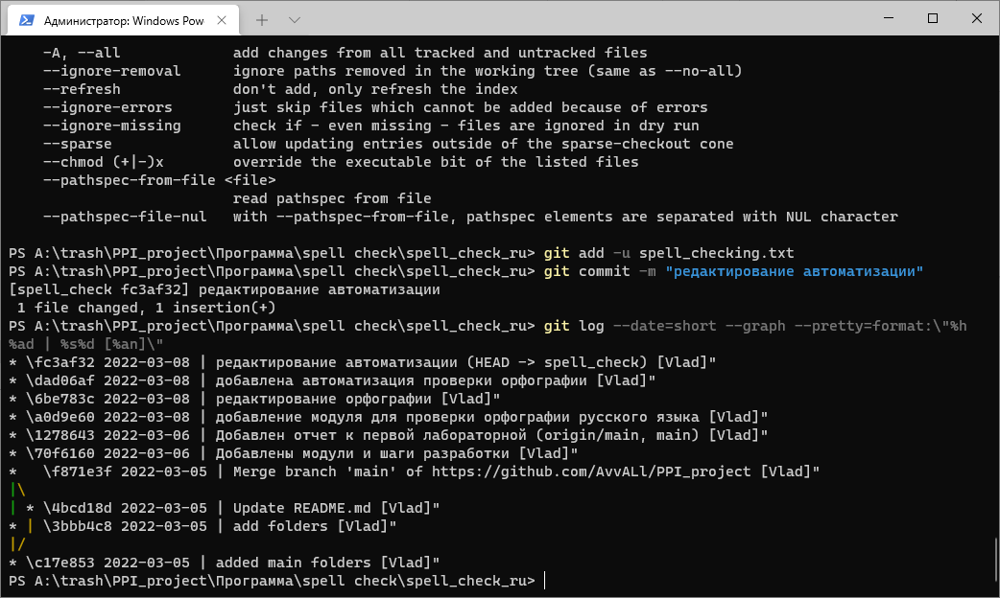 Администратор: Windows Pow
-A, --all             add changes from all tracked and untracked files
--ignore-removal      ignore paths removed in the working tree (same as --no-all)
--refresh             don't add, only refresh the index
--ignore-errors       just skip files which cannot be added because of errors
--ignore-missing      check if - even missing - files are ignored in dry run
--sparse              allow updating entries outside of the sparse-checkout cone
--chmod (+|-)x        override the executable bit of the listed files
--pathspec-from-file <file>
read pathspec from file
--pathspec-file-nul   with --pathspec-from-file, pathspec elements are separated with NUL character
PS A:\trash\PPI_project\Программа\spell check\spell_check_ru> git add -u spell_checking.txt
PS A:\trash\PPI_project\Программа\spell check\spell_check_ru> git commit -m "редактирование автоматизации"
[spell_check fc3af32] редактирование автоматизации
1 file changed, 1 insertion(+)
PS A:\trash\PPI_project\Программа\spell check\spell_check_ru> git log --date=short --graph --pretty=format:\"%h
%ad | %s%d [%an]\"
* \fc3af32 2022-03-08 | редактирование автоматизации (HEAD -> spell_check) [Vlad]"
* \dad06af 2022-03-08 | добавлена автоматизация проверки орфографии [Vlad]"
* \6be783c 2022-03-08 | редактирование орфографии [Vlad]"
* \a0d9e60 2022-03-08 | добавление модуля для проверки орфографии русского языка [Vlad]"
* \1278643 2022-03-06 | Добавлен отчет к первой лабораторной (origin/main, main) [Vlad]"
* \70f6160 2022-03-06 | Добавлены модули и шаги разработки [Vlad]"
*   \f871e3f 2022-03-05 | Merge branch 'main' of https://github.com/AvvALl/PPI_project [Vlad]"
|\
| * \4bcd18d 2022-03-05 | Update README.md [Vlad]"
* | \3bbb4c8 2022-03-05 | add folders [Vlad]"
|/
* \c17e853 2022-03-05 | added main folders [Vlad]"
PS A:\trash\PPI_project\Программа\spell check\spell_check_ru>